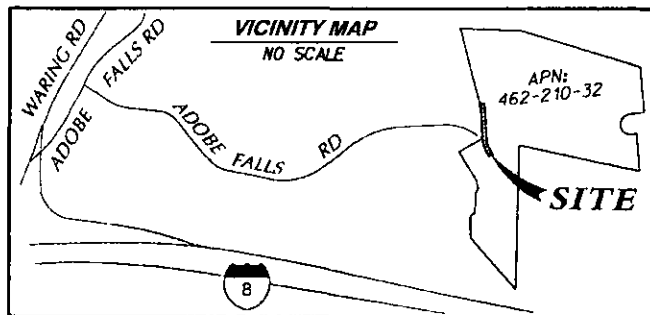 VICINITY MAP
NO SCALE
WARING RD
ADOBE FALLS RD
ADOBE FALLS RD
APN:
462-210-32
SITE
8